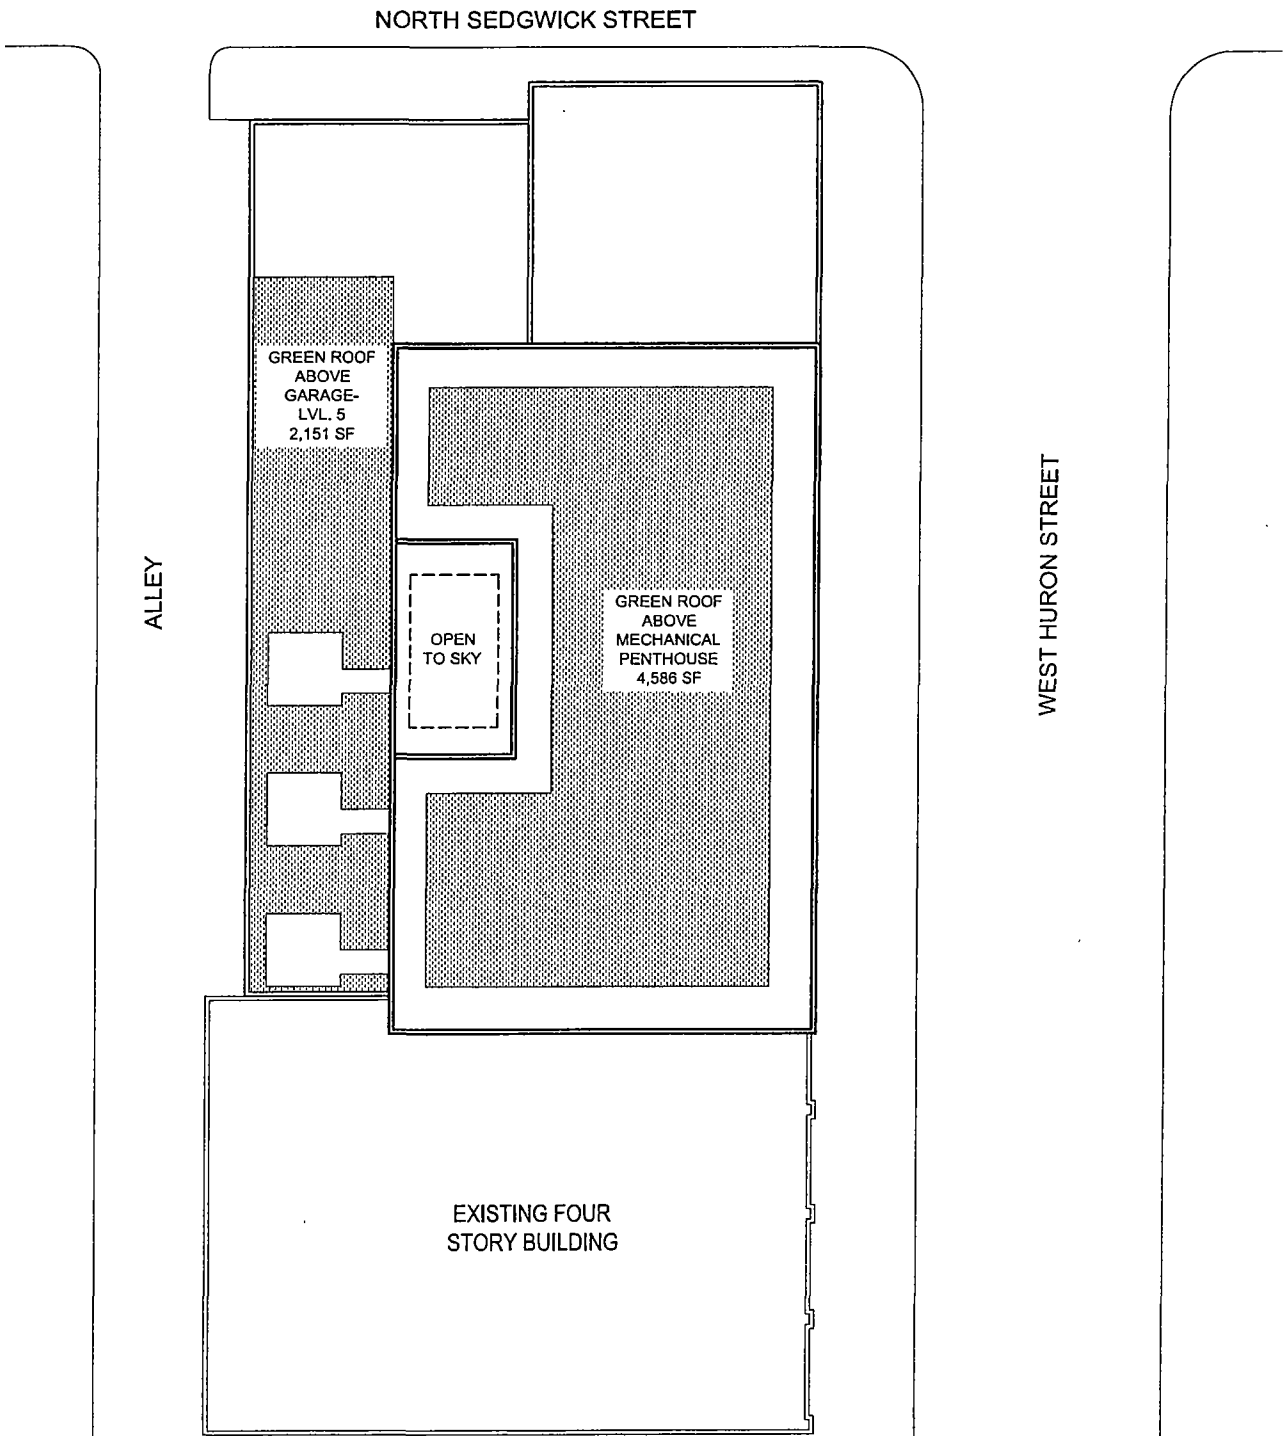 NORTH SEDGWICK STREET
GREEN ROOF
ABOVE
GARAGE-
LVL. 5
2,151 SF
ALLEY
OPEN
TO SKY
GREEN ROOF
ABOVE
MECHANICAL
PENTHOUSE
4,586 SF
WEST HURON STREET
EXISTING FOUR
STORY BUILDING